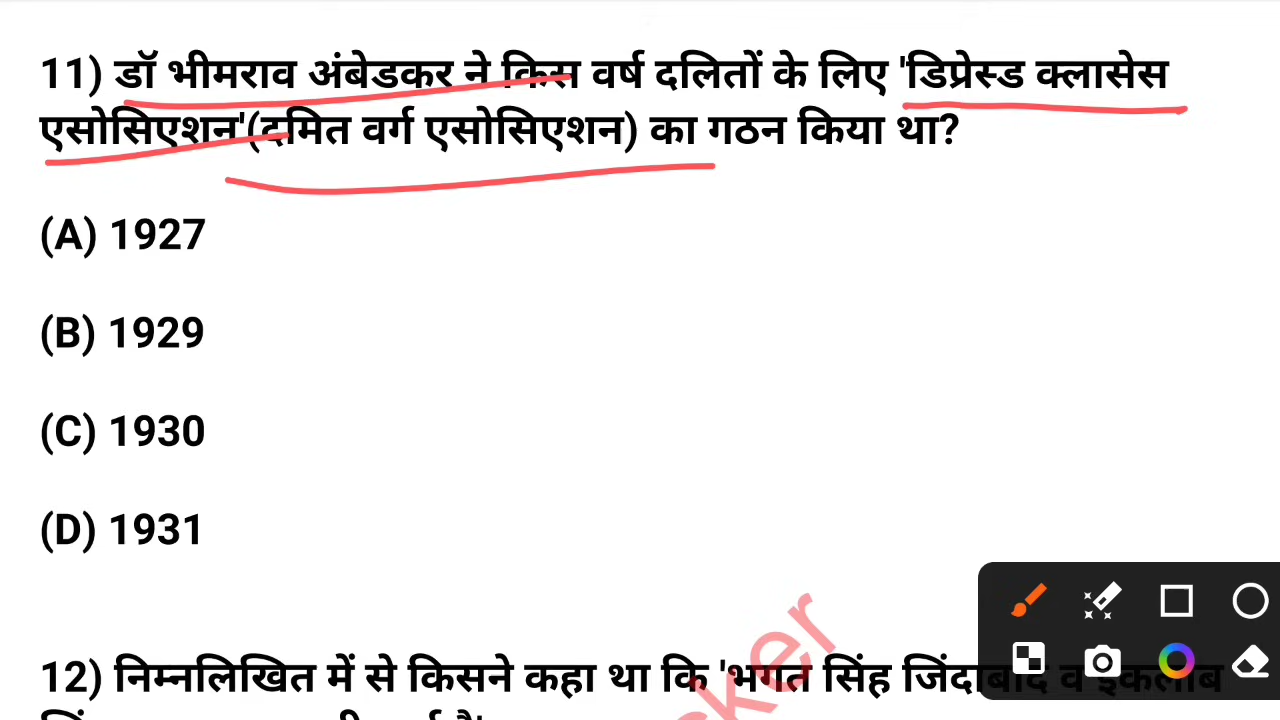 11) डॉ भीमराव अंबेडकर ने किस वर्ष दलितों के लिए 'डिप्रेस्ड क्लासेस
एसोसिएशन'(दमित वर्ग एसोसिएशन) का गठन किया था?
(A) 1927
(B) 1929
(C) 1930
(D) 1931
12) निम्नलिखित में से किसने कहा था कि 'भगत सिंह जिंदाबाद व इंकलाब